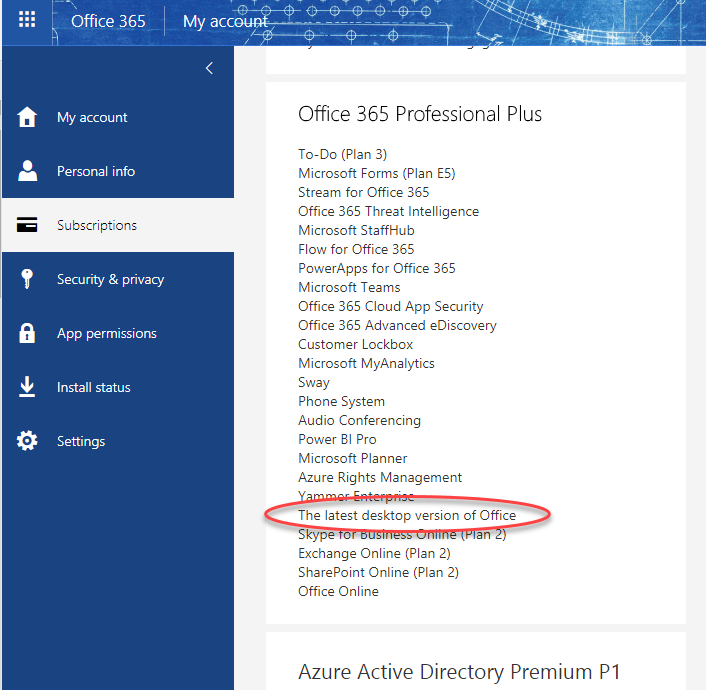 Office 365
My account
My account
Personal info
Subscriptions
Security & privacy
App permissions
Install status
Settings
Office 365 Professional Plus
To-Do (Plan 3)
Microsoft Forms (Plan E5)
Stream for Office 365
Office 365 Threat Intelligence
Microsoft StaffHub
Flow for Office 365
PowerApps for Office 365
Microsoft Teams
Office 365 Cloud App Security
Office 365 Advanced eDiscovery
Customer Lockbox
Microsoft MyAnalytics
Sway
Phone System
Audio Conferencing
Power BI Pro
Microsoft Planner
Azure Rights Management
Yammer Enterprise
The latest desktop version of Office
Skype for Business Online (Plan 2)
Exchange Online (Plan 2)
SharePoint Online (Plan 2)
Office Online
Azure Active Directory Premium P1